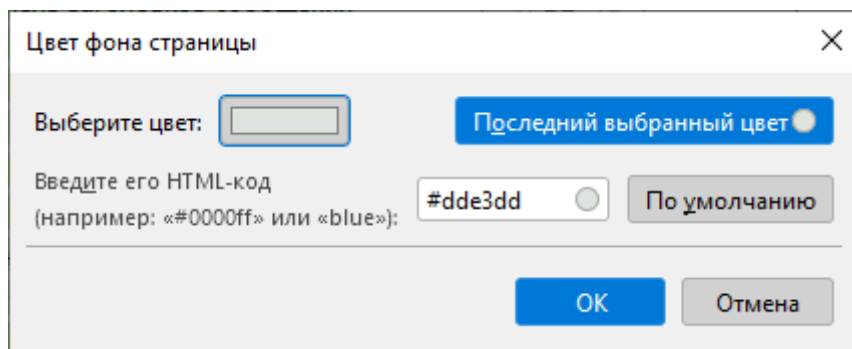 Цвет фона страницы
Выберите цвет:
Последний выбранный цвет
Введите его HTML-код
(например: «#0000ff» или «blue»):
#dde3dd
По умолчанию
ОК
Отмена